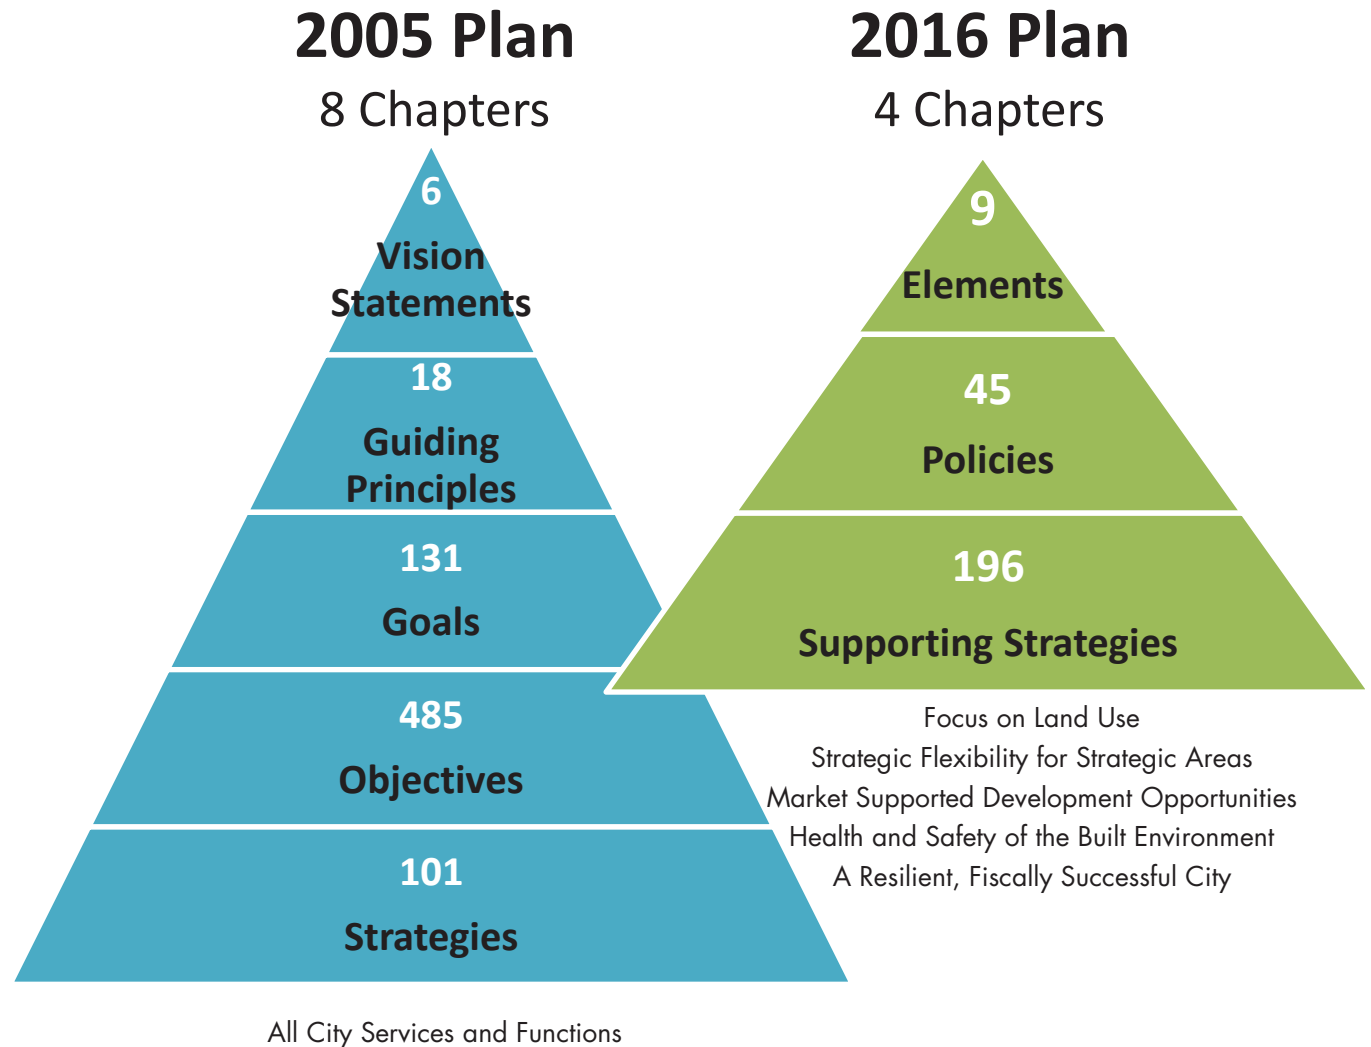 2005 Plan
8 Chapters
6
Vision
Statements
18
Guiding
Principles
131
Goals
485
Objectives
101
Strategies
All City Services and Functions
2016 Plan
4 Chapters
9
Elements
45
Policies
196
Supporting Strategies
Focus on Land Use
Strategic Flexibility for Strategic Areas
Market Supported Development Opportunities
Health and Safety of the Built Environment
A Resilient, Fiscally Successful City